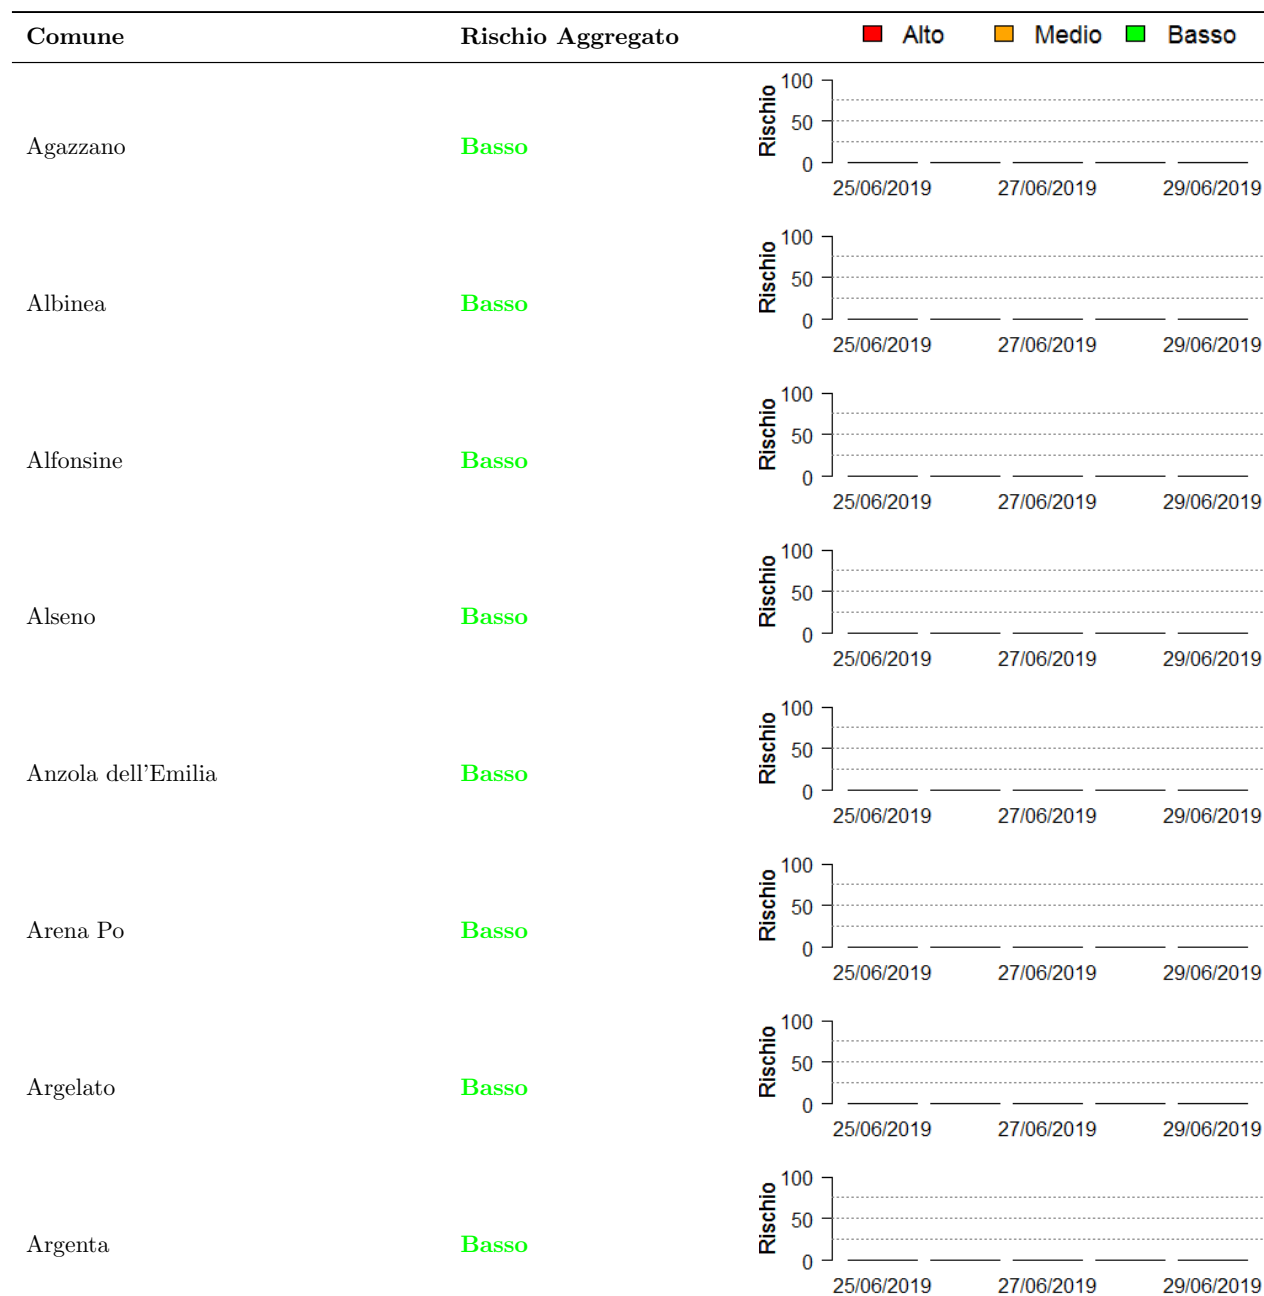 Comune Rischio Aggregato Alto Medio Basso
100
50
0
Rischio
Agazzano Basso
25/06/2019 27/06/2019 29/06/2019
100
50
0
Rischio
Albinea Basso
25/06/2019 27/06/2019 29/06/2019
100
50
0
Rischio
Alfonsine Basso
25/06/2019 27/06/2019 29/06/2019
100
50
0
Rischio
Alseno Basso
25/06/2019 27/06/2019 29/06/2019
100
50
0
Rischio
Anzola dell'Emilia Basso
25/06/2019 27/06/2019 29/06/2019
100
50
0
Rischio
Arena Po Basso
25/06/2019 27/06/2019 29/06/2019
100
50
0
Rischio
Argelato Basso
25/06/2019 27/06/2019 29/06/2019
100
50
0
Rischio
Argenta Basso
25/06/2019 27/06/2019 29/06/2019